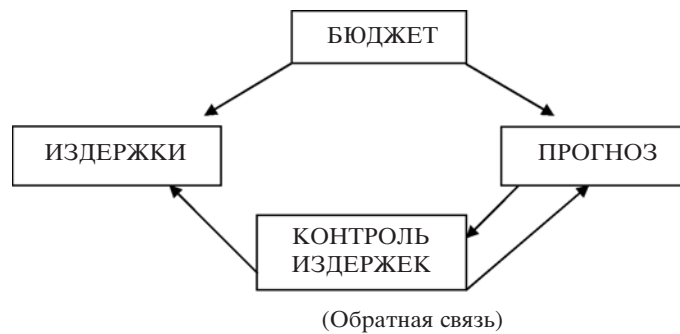 БЮДЖЕТ
ИЗДЕРЖКИ
ПРОГНОЗ
КОНТРОЛЬ
ИЗДЕРЖЕК
(Обратная связь)